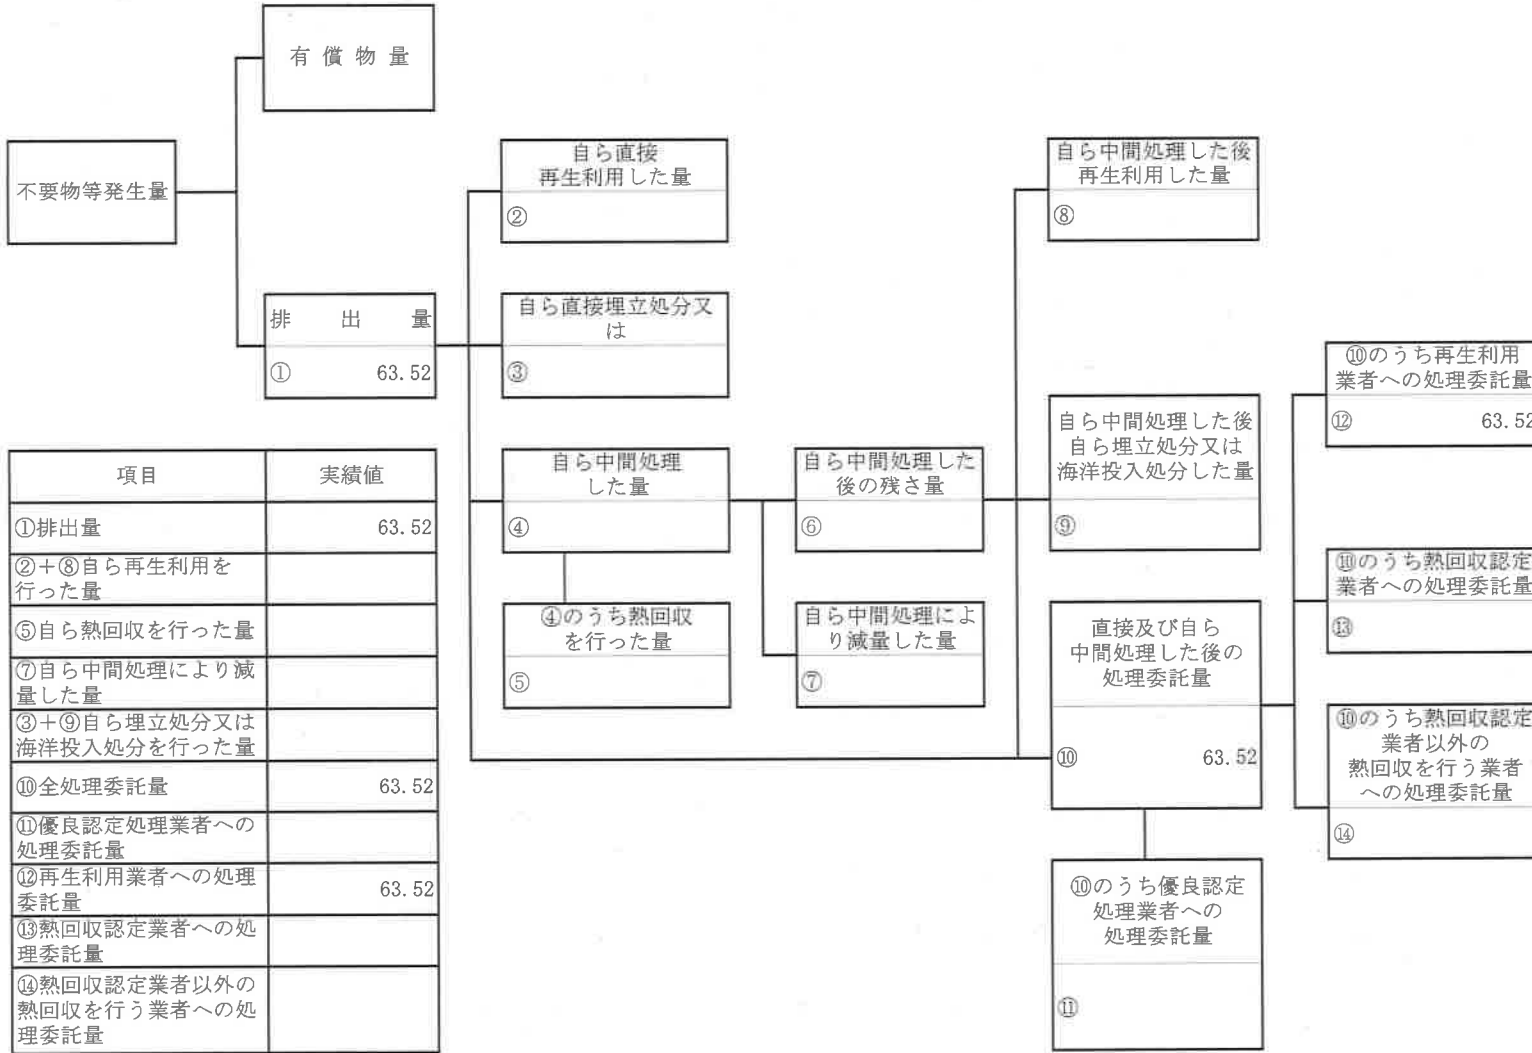 有償物量
不要物等発生量
排出量
① 63.52
自ら直接
再生利用した量
②
自ら直接埋立処分又
は
③
自ら中間処理
した量
④
④のうち熱回収
を行った量
⑤
自ら中間処理した
後の残さ量
⑥
自ら中間処理によ
り減量した量
⑦
自ら中間処理した後
再生利用した量
⑧
自ら中間処理した後
自ら埋立処分又は
海洋投入処分した量
⑨
直接及び自ら
中間処理した後の
処理委託量
⑩ 63.52
⑩のうち優良認定
処理業者への
処理委託量
⑪
⑩のうち再生利用
業者への処理委託量
⑫ 63.52
⑩のうち熱回収認定
業者への処理委託量
⑬
⑩のうち熱回収認定
業者以外の
熱回収を行う業者
への処理委託量
⑭
項目 実績値
①排出量 63.52
②+⑧自ら再生利用を
行った量
⑤自ら熱回収を行った量
⑦自ら中間処理により減
量した量
③+⑨自ら埋立処分又は
海洋投入処分を行った量
⑩全処理委託量 63.52
⑪優良認定処理業者への
処理委託量
⑫再生利用業者への処理
委託量 63.52
⑬熱回収認定業者への処
理委託量
⑭熱回収認定業者以外の
熱回収を行う業者への処
理委託量